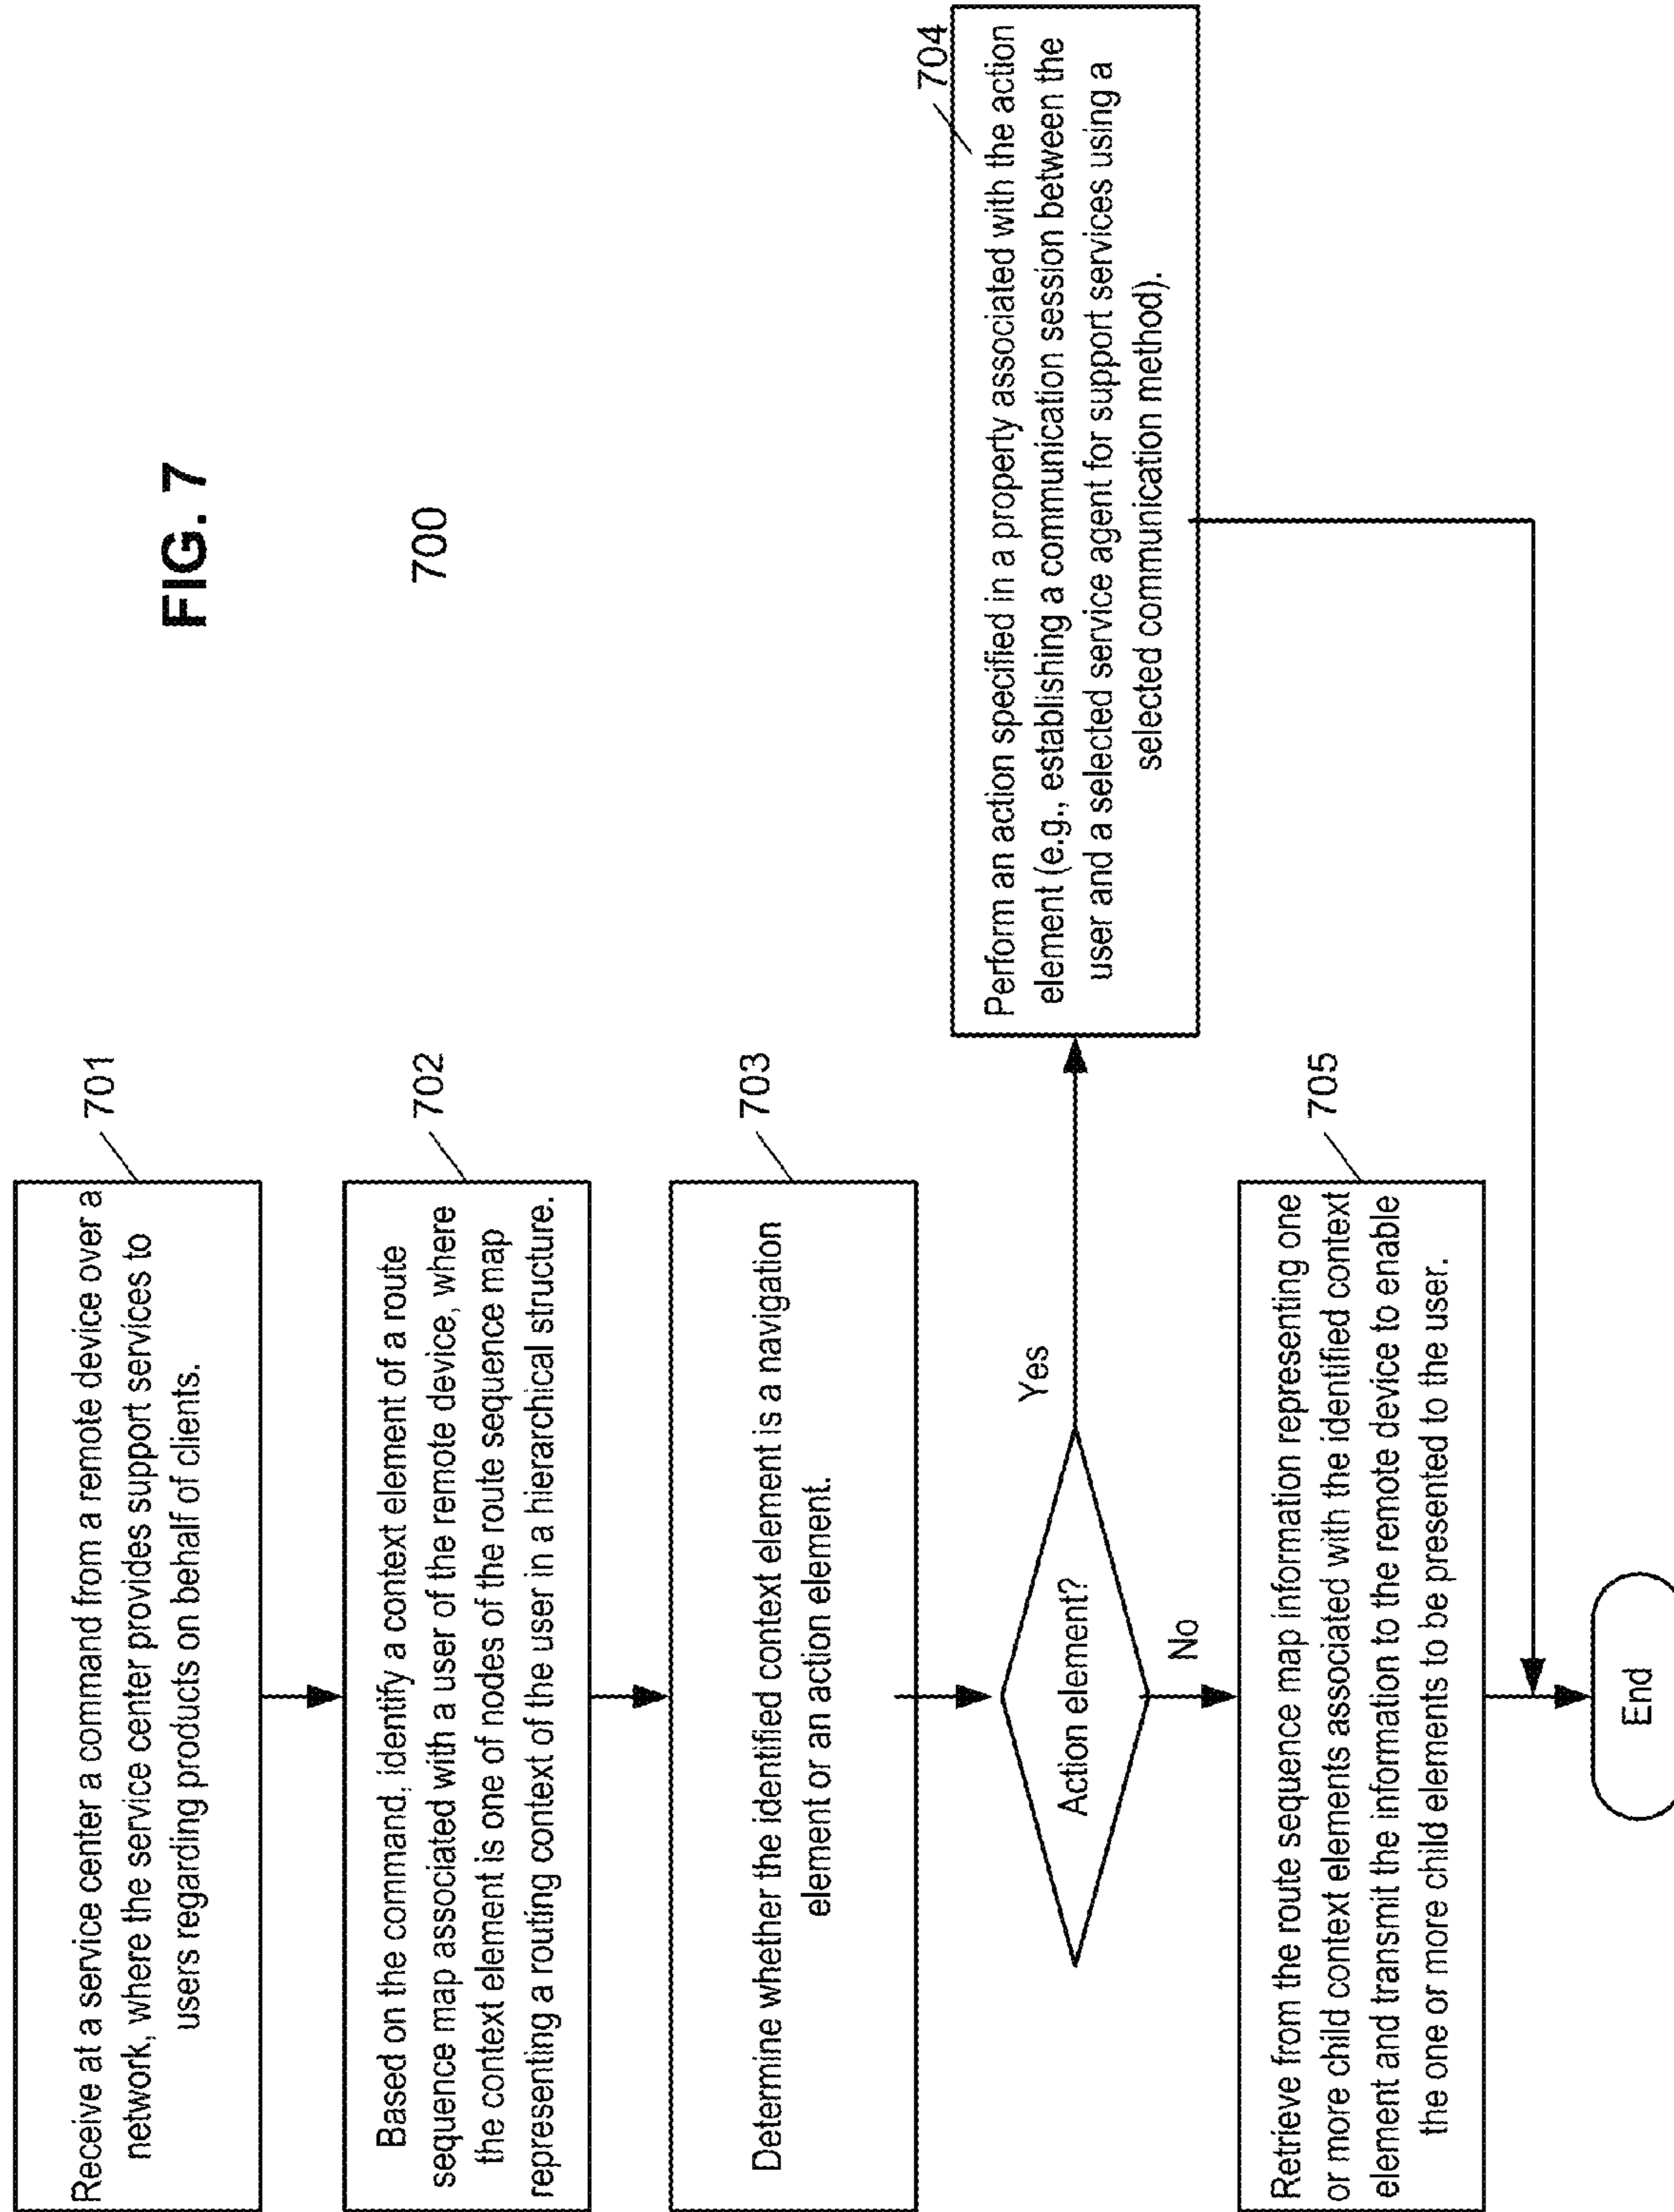 FIG. 7
700
701
Receive at a service center a command from a remote device over a
network, where the service center provides support services to
users regarding products on behalf of clients.
702
Based on the command, identify a context element of a route
sequence map associated with a user of the remote device, where
the context element is one of nodes of the route sequence map
representing a routing context of the user in a hierarchical structure.
703
Determine whether the identified context element is a navigation
element or an action element.
Action element?
Yes
No
704
Perform an action specified in a property associated with the action
element (e.g., establishing a communication session between the
user and a selected service agent for support services using a
selected communication method).
705
Retrieve from the route sequence map information representing one
or more child context elements associated with the identified context
element and transmit the information to the remote device to enable
the one or more child elements to be presented to the user.
End